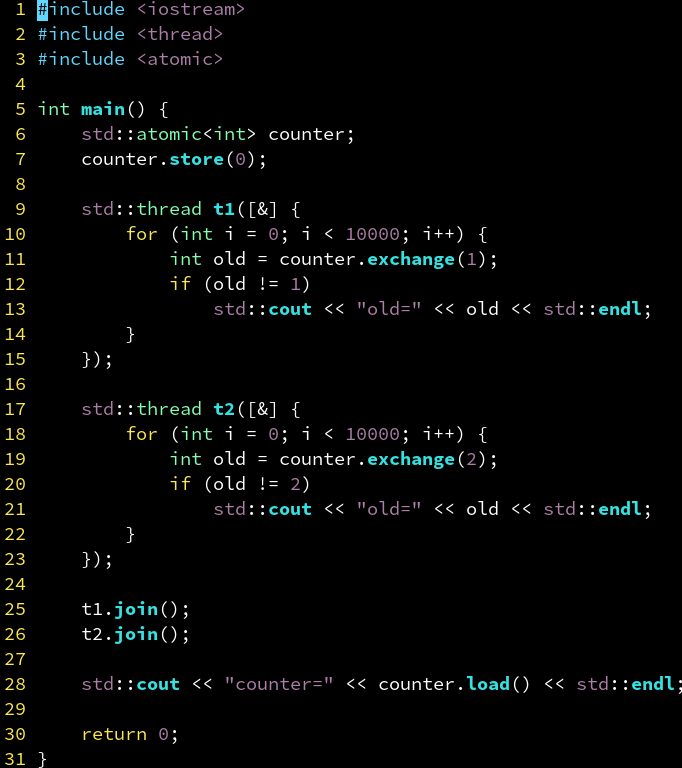 1 #include <iostream>
2 #include <thread>
3 #include <atomic>
4
5 int main() {
6     std::atomic<int> counter;
7     counter.store(0);
8
9     std::thread t1([&] {
10         for (int i = 0; i < 10000; i++) {
11             int old = counter.exchange(1);
12             if (old != 1)
13                 std::cout << "old=" << old << std::endl;
14         }
15     });
16
17     std::thread t2([&] {
18         for (int i = 0; i < 10000; i++) {
19             int old = counter.exchange(2);
20             if (old != 2)
21                 std::cout << "old=" << old << std::endl;
22         }
23     });
24
25     t1.join();
26     t2.join();
27
28     std::cout << "counter=" << counter.load() << std::endl;
29
30     return 0;
31 }